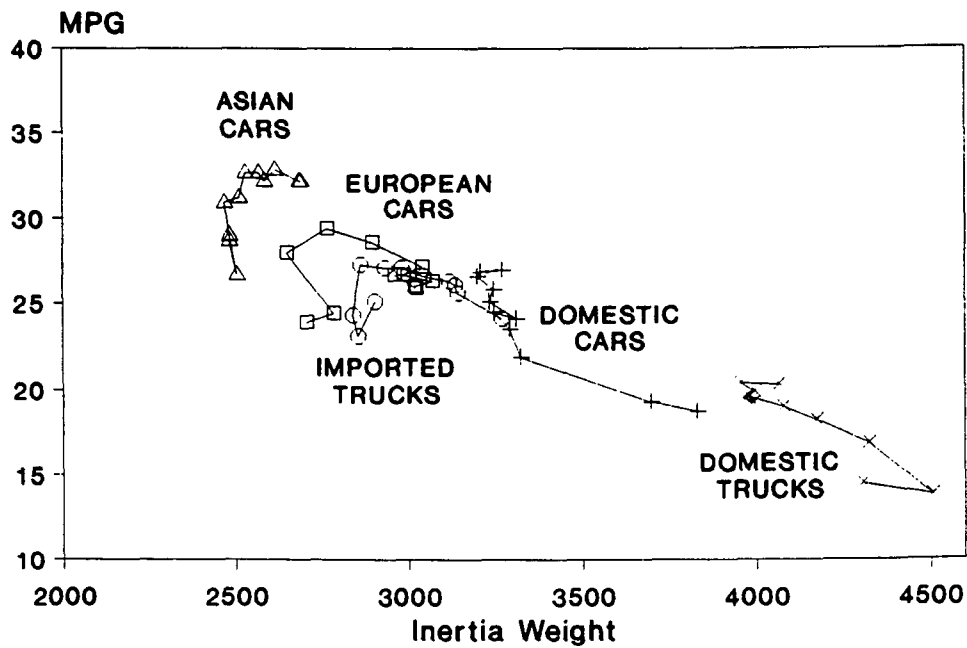 MPG
40
35
30
25
20
15
10
ASIAN
CARS
EUROPEAN
CARS
IMPORTED
TRUCKS
DOMESTIC
CARS
DOMESTIC
TRUCKS
2000 2500 3000 3500 4000 4500
Inertia Weight